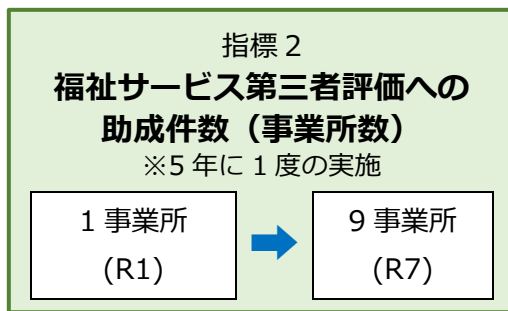 指標２
福祉サービス第三者評価への
助成件数（事業所数）
※5 年に 1 度の実施
1 事業所
(R1)
9 事業所
(R7)